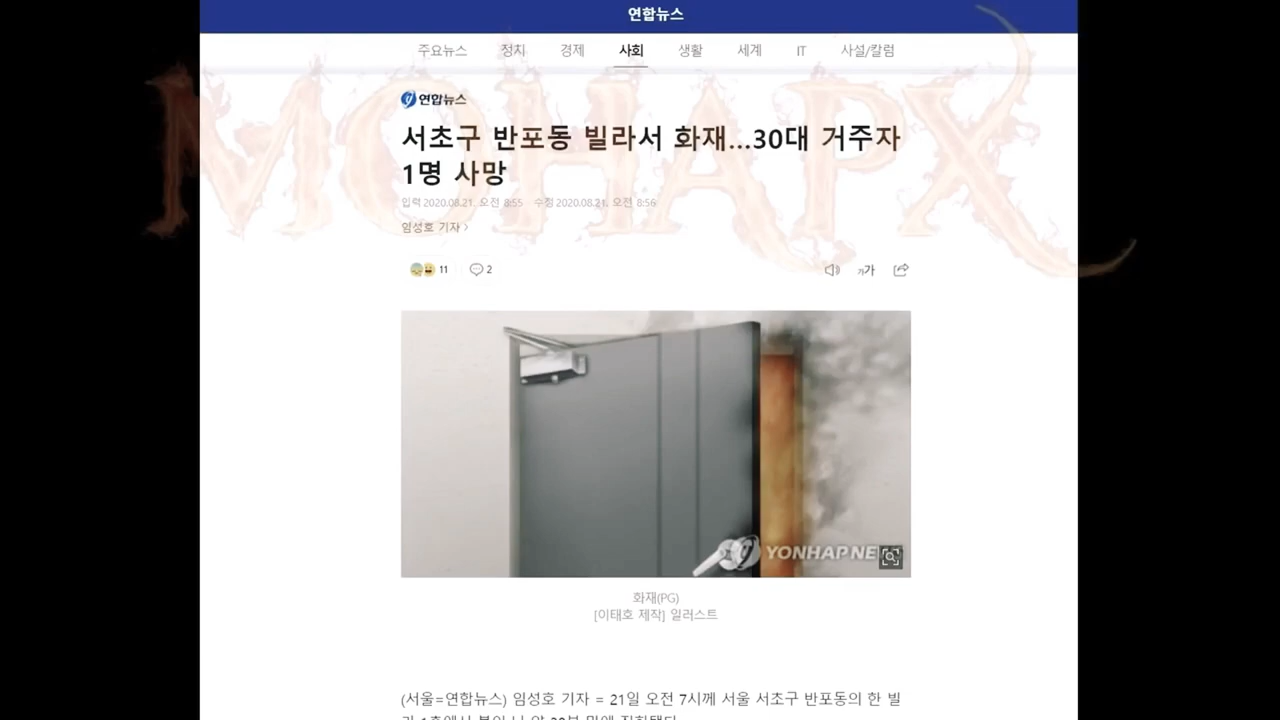 연합뉴스
주요뉴스 정치 경제 사회 생활 세계 IT 사설/칼럼
MOHAPX
연합뉴스
서초구 반포동 빌라서 화재...30대 거주자
1명 사망
입력 2020.08.21. 오전 8:55 수정 2020.08.21. 오전 8:56
임성호 기자
11 2
가가
YONHAP NE
화재(PG)
[이태호 제작] 일러스트
(서울=연합뉴스) 임성호 기자 = 21일 오전 7시께 서울 서초구 반포동의 한 빌